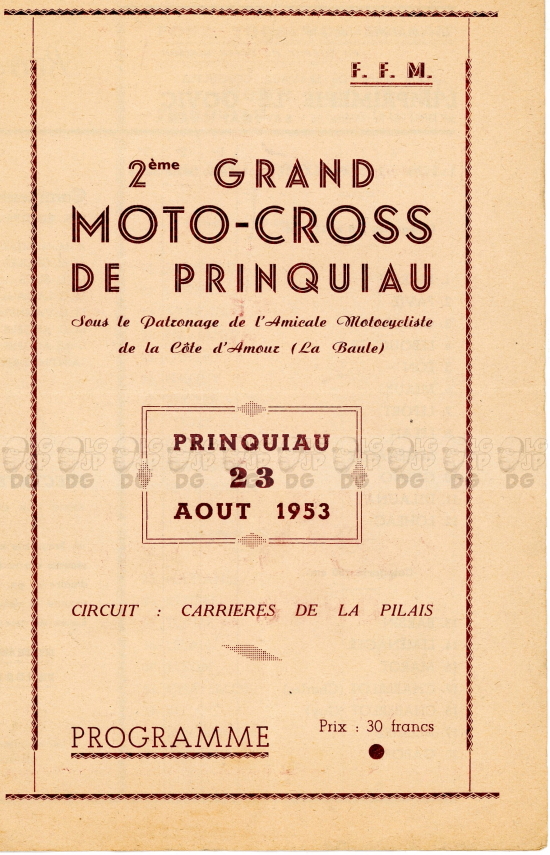 F. F. M.
2ème GRAND
MOTO-CROSS
DE PRINQUIAU
Sous le Patronage de l'Amicale Motocycliste
de la Côte d'Amour (La Baule)
PRINQUIAU
23
AOUT 1953
CIRCUIT : CARRIERES DE LA PILAIS
PROGRAMME
Prix : 30 francs